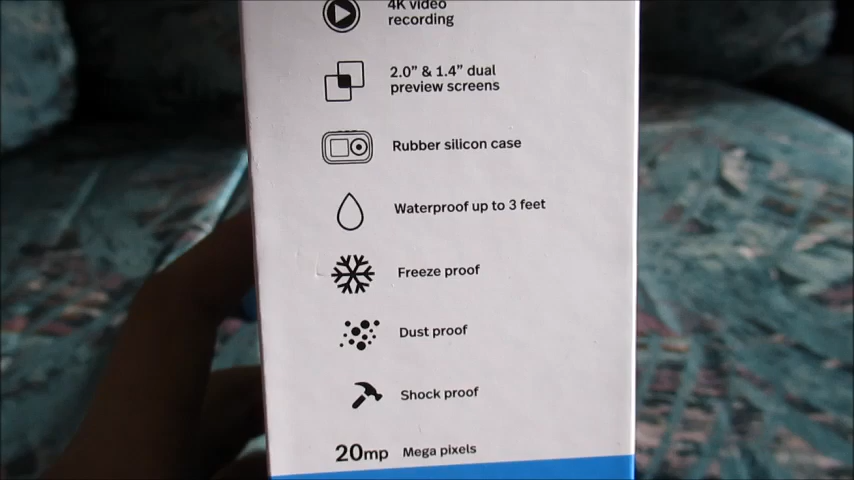 4K video
recording
2.0” & 1.4” dual
preview screens
Rubber silicon case
Waterproof up to 3 feet
Freeze proof
Dust proof
Shock proof
20mp Mega pixels